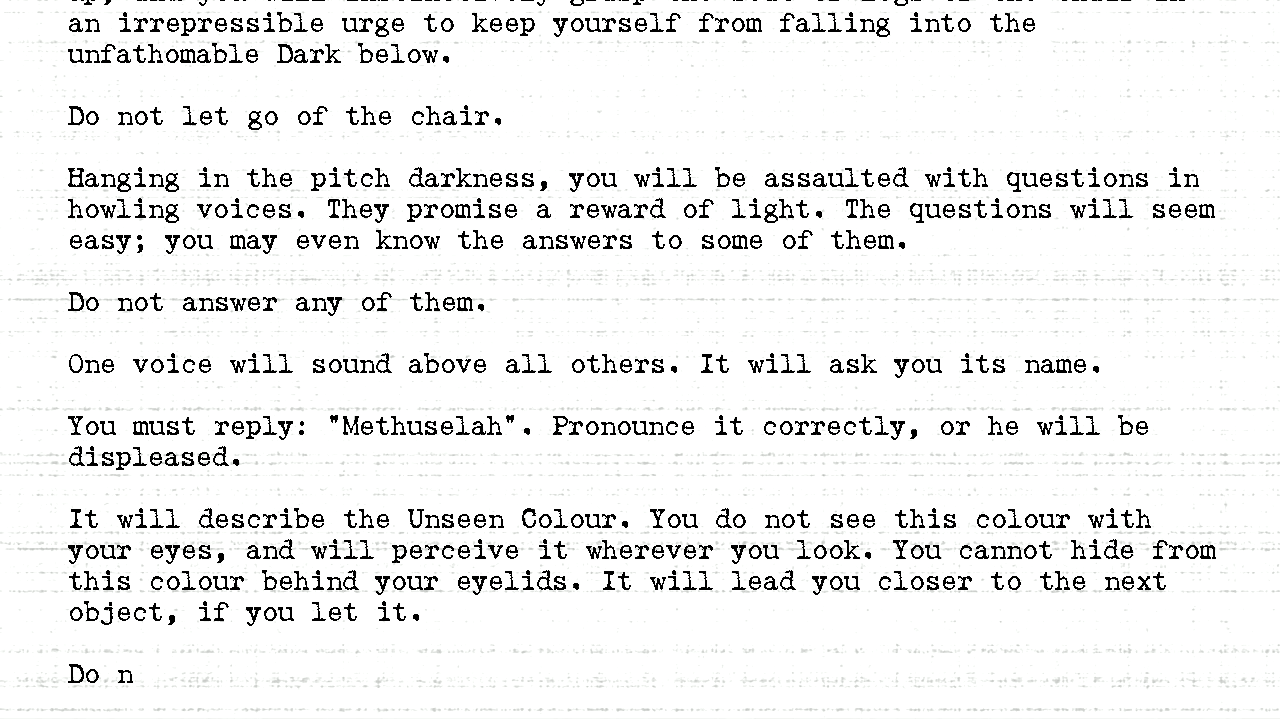 an irrepressible urge to keep yourself from falling into the
unfathomable Dark below.
Do not let go of the chair.
Hanging in the pitch darkness, you will be assaulted with questions in
howling voices. They promise a reward of light. The questions will seem
easy; you may even know the answers to some of them.
Do not answer any of them.
One voice will sound above all others. It will ask you its name.
You must reply: "Methuselah". Pronounce it correctly, or he will be
displeased.
It will describe the Unseen Colour. You do not see this colour with
your eyes, and will perceive it wherever you look. You cannot hide from
this colour behind your eyelids. It will lead you closer to the next
object, if you let it.
Do n